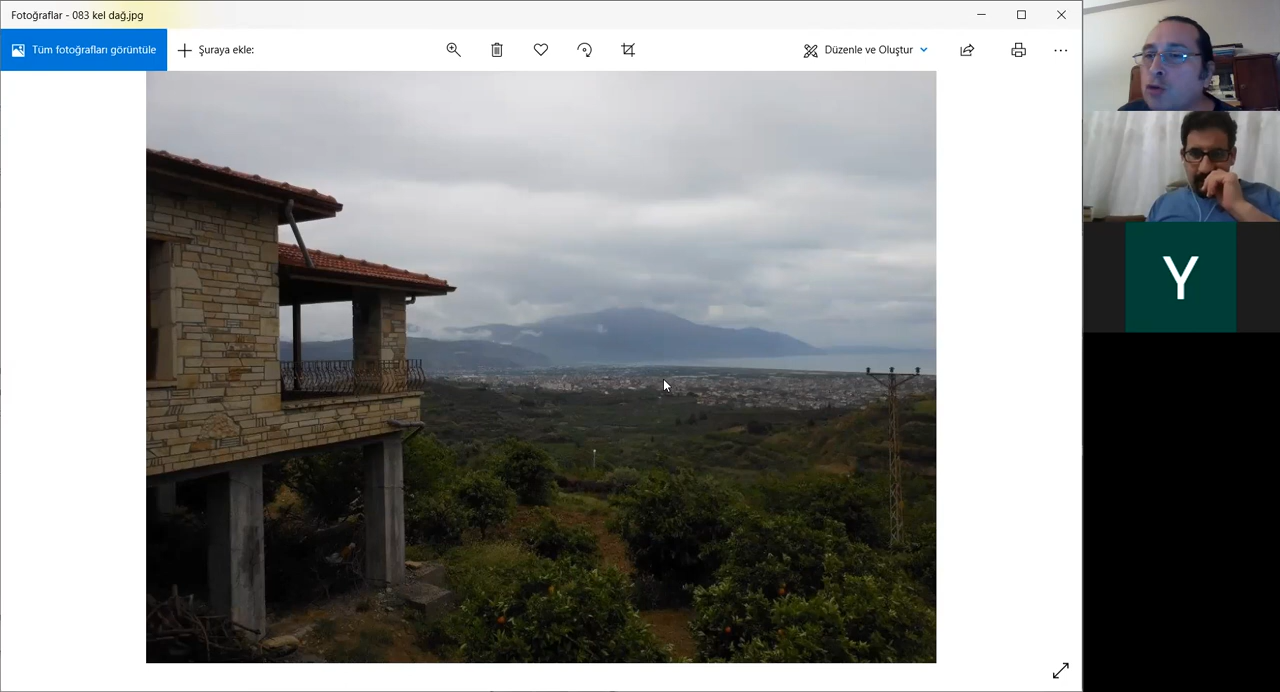 Fotoğraflar - 083 kel dağ.jpg
Tüm fotoğrafları görüntüle
Şuraya ekle:
Düzenle ve Oluştur
Y